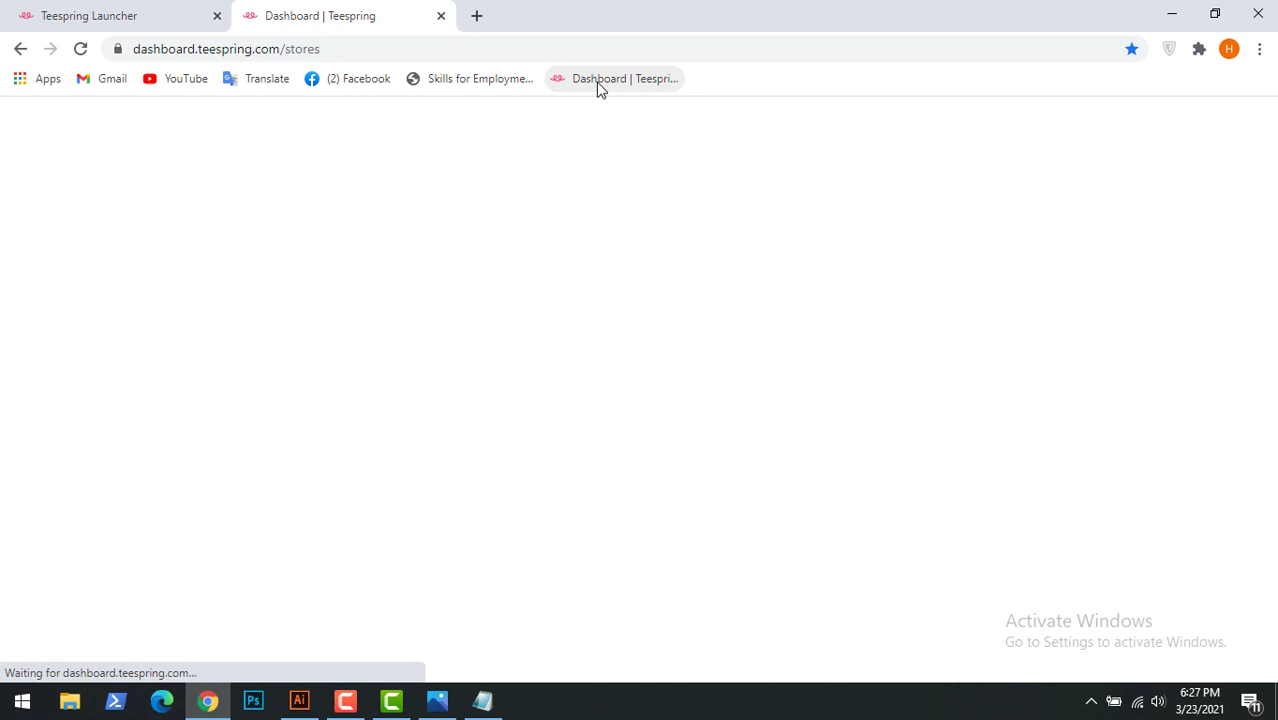 Teespring Launcher
Dashboard | Teespring
dashboard.teespring.com/stores
Apps
Gmail
YouTube
Translate
(2) Facebook
Skills for Employme...
Dashboard | Teespri...
H
Activate Windows
Go to Settings to activate Windows.
Waiting for dashboard.teespring.com...
Ps
Ai
6:27 PM
3/23/2021
11